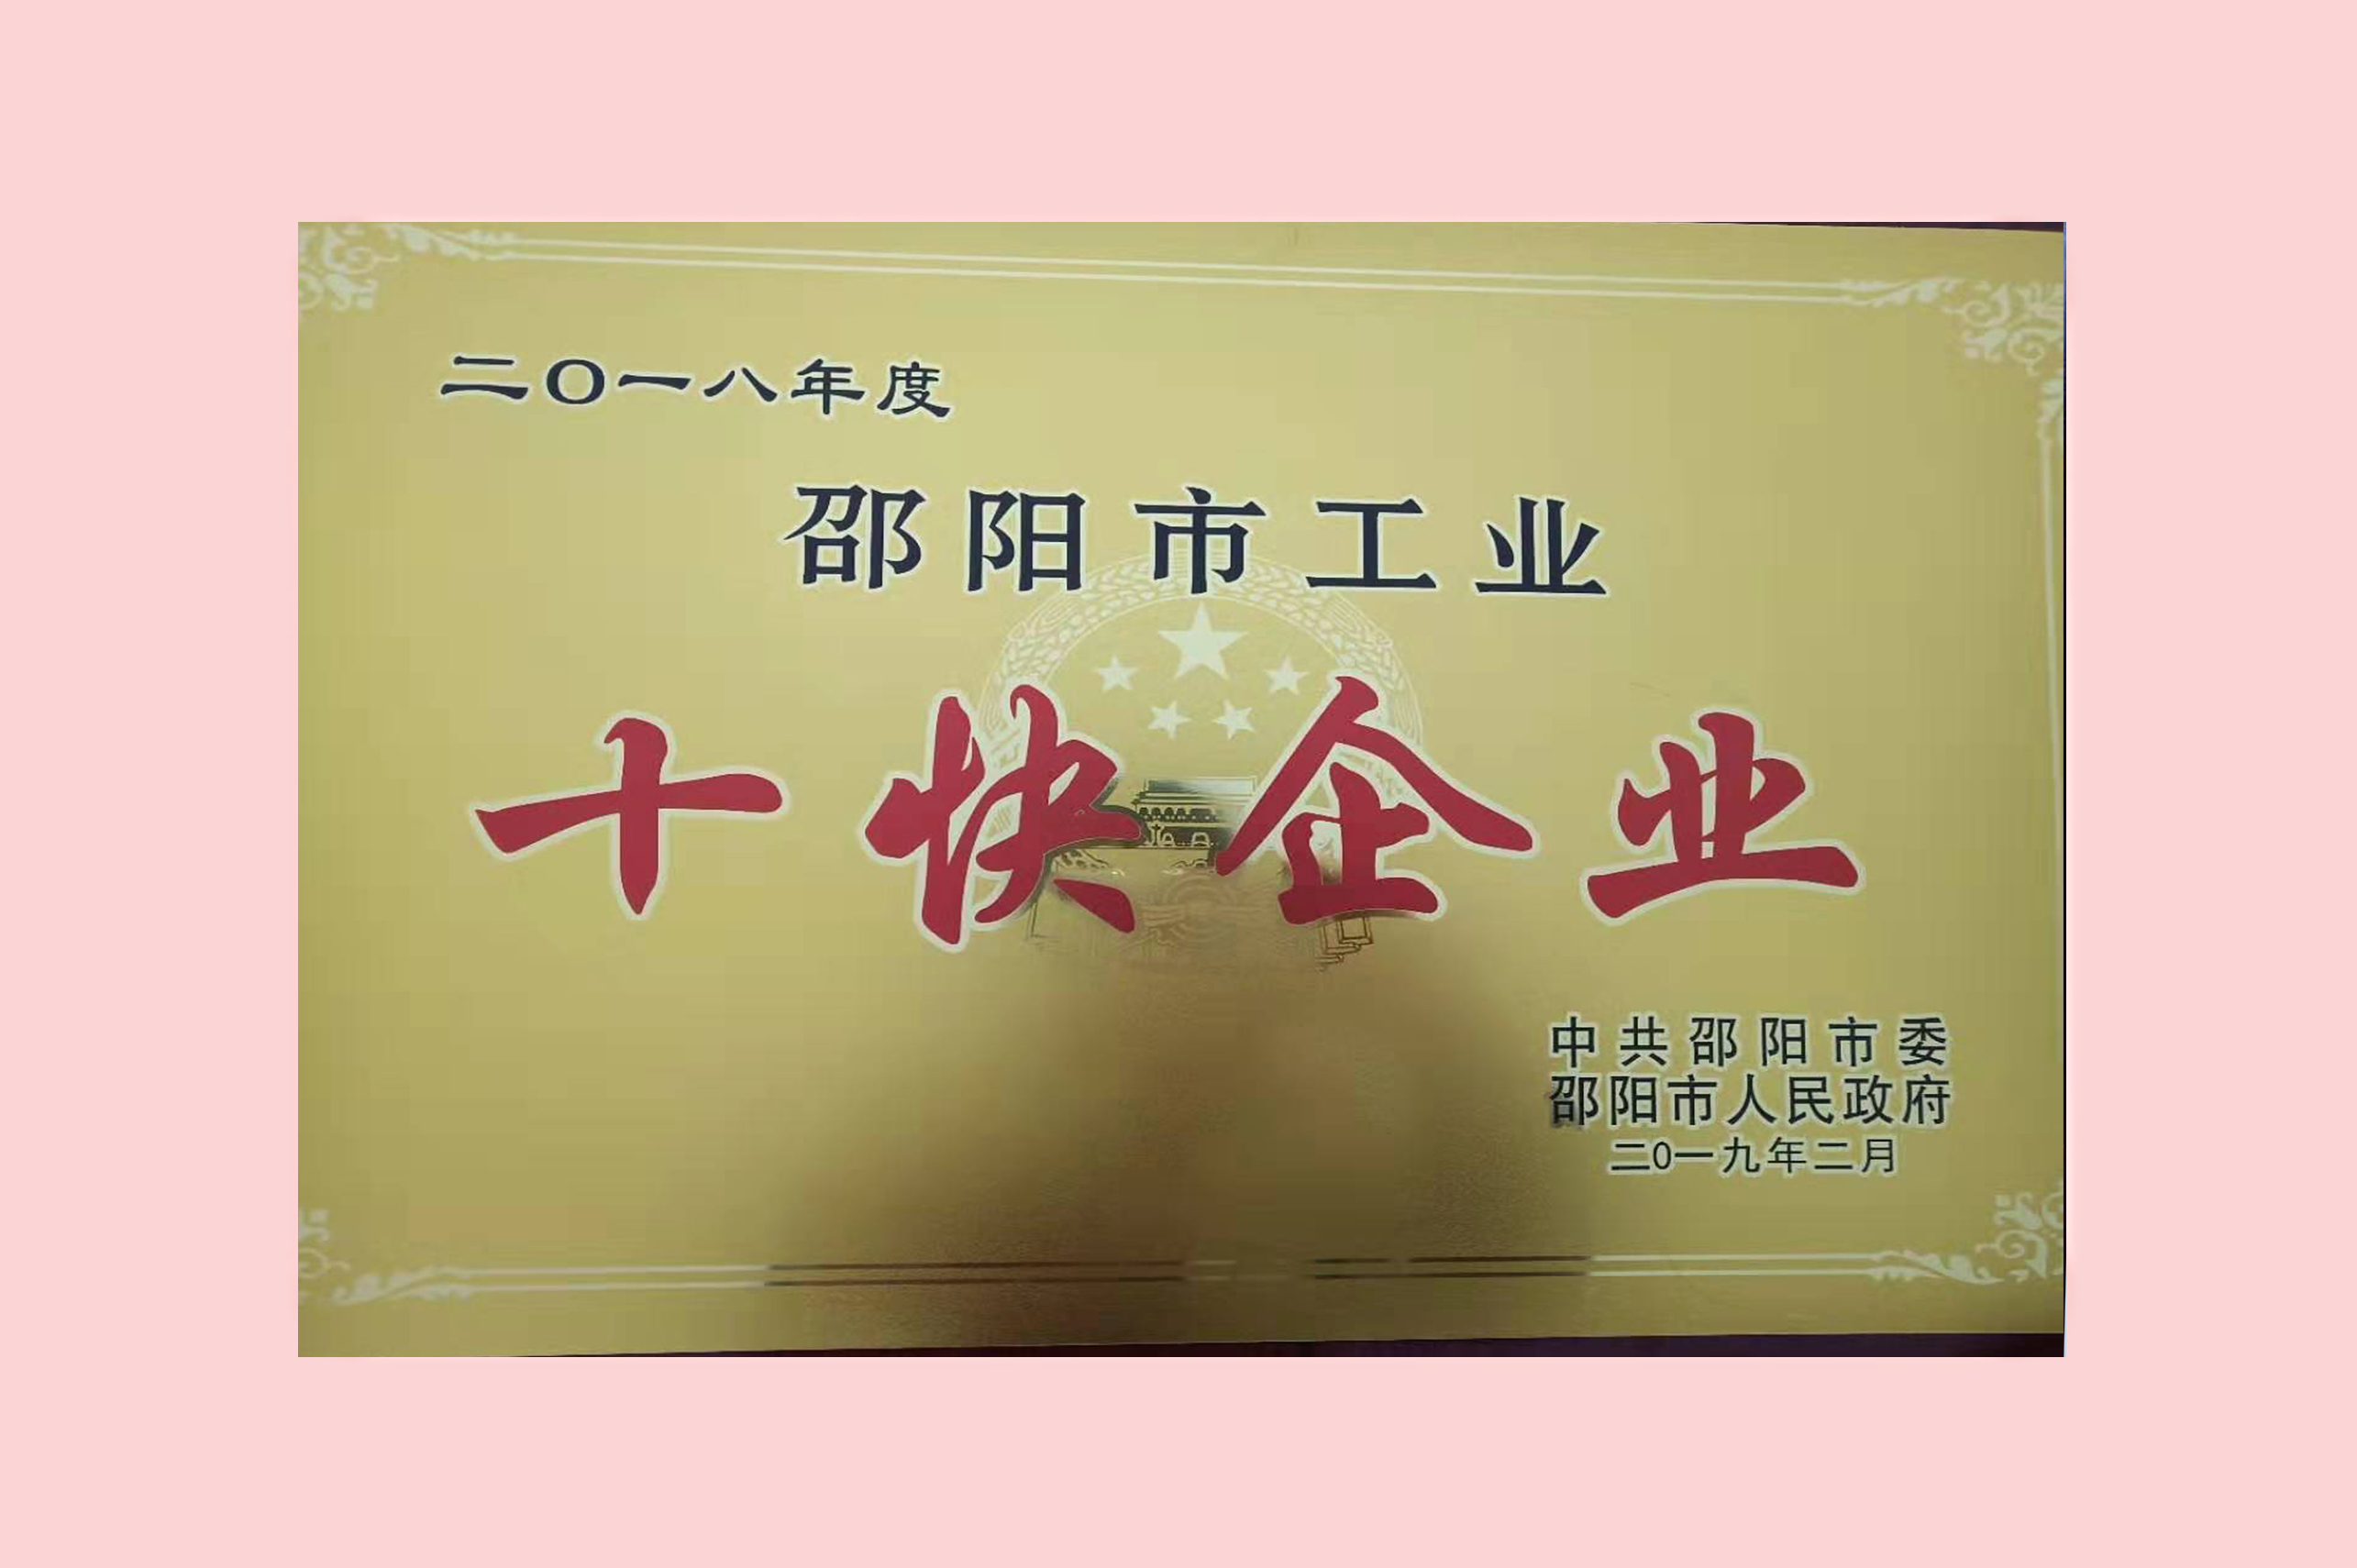 二〇一八年度
邵阳市工业
十快企业
中共邵阳市委
邵阳市人民政府
二0一九年二月